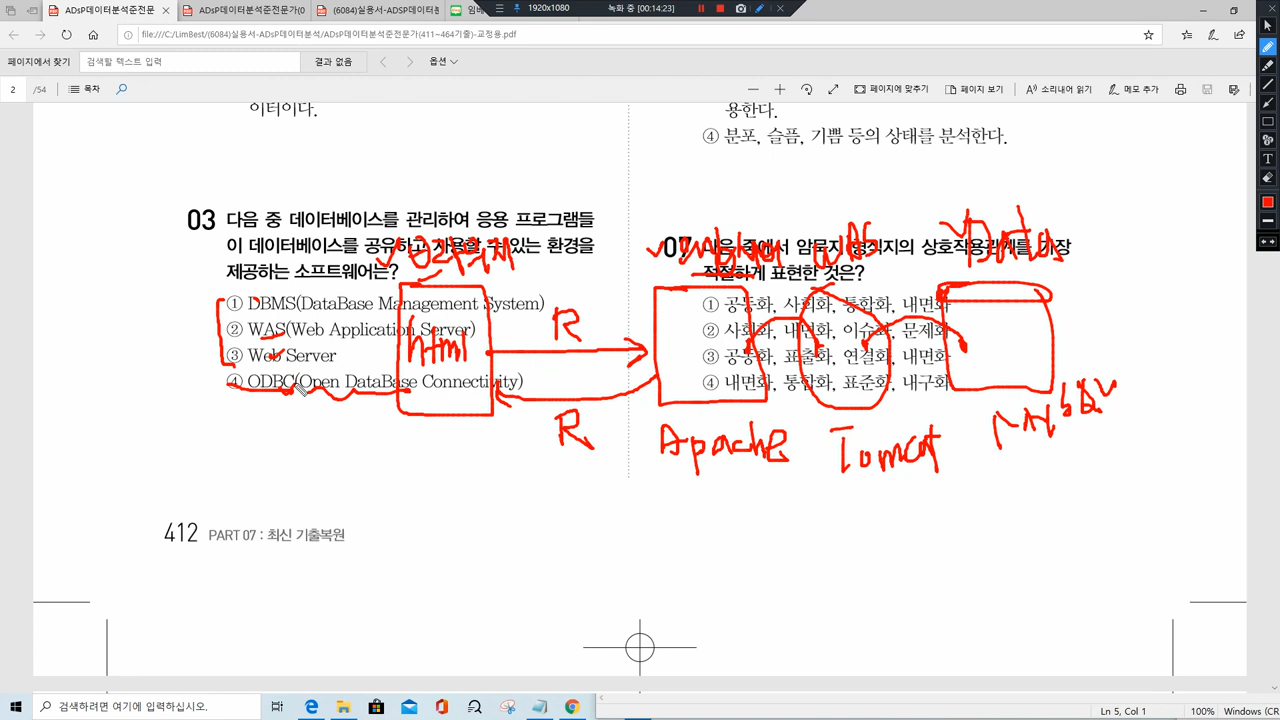 ADsP데이터분석준전문
ADsP데이터분석준전문가(0
(6084)실용서-ADsP데이터분
1920x1080
녹화 중 [00:14:23]
file:///C:/LimBest/(6084)실용서-ADsP데이터분석/ADsP데이터분석준전문가(411~464기출)-교정용.pdf
페이지에서 찾기
검색할 텍스트 입력
결과 없음
옵션
2 /54
목차
페이지에 맞추기
페이지 보기
소리내어 읽기
메모 추가
이터이다.
03 다음 중 데이터베이스를 관리하여 응용 프로그램들
이 데이터베이스를 공유하고 사용할 수 있는 환경을
제공하는 소프트웨어는?
① DBMS(DataBase Management System)
② WAS(Web Application Server)
③ Web Server
④ ODBC(Open DataBase Connectivity)
용한다.
④ 분포, 슬픔, 기쁨 등의 상태를 분석한다.
07 다음 중에서 암묵지 형식지의 상호작용관계를 가장
적절하게 표현한 것은?
① 공동화, 사회화, 통합화, 내면화
② 사회화, 내면화, 이슈화, 문제화
③ 공동화, 표출화, 연결화, 내면화
④ 내면화, 통합화, 표준화, 내구화
WAS
html
R
R
Apache
Tomcat
412 PART 07 : 최신 기출복원
검색하려면 여기에 입력하십시오.
Ln 5, Col 1
100%
Windows (CR